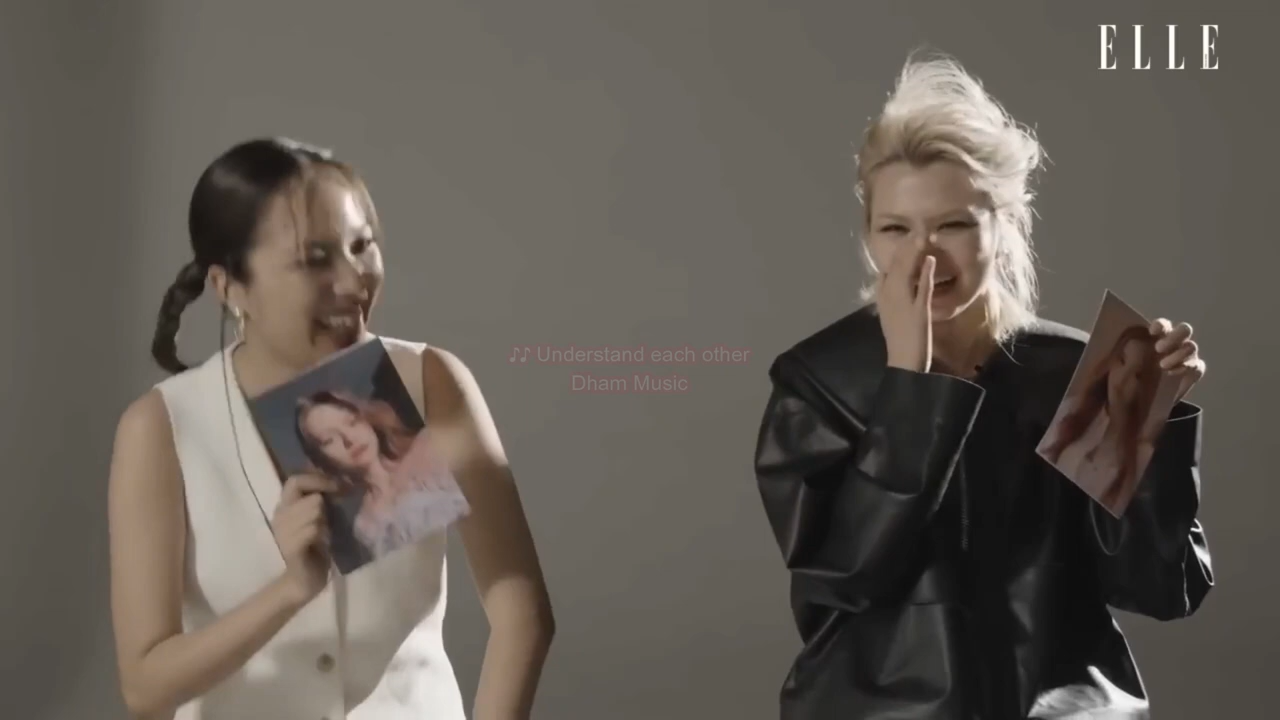 ELLE
♪♪ Understand each other
Dham Music